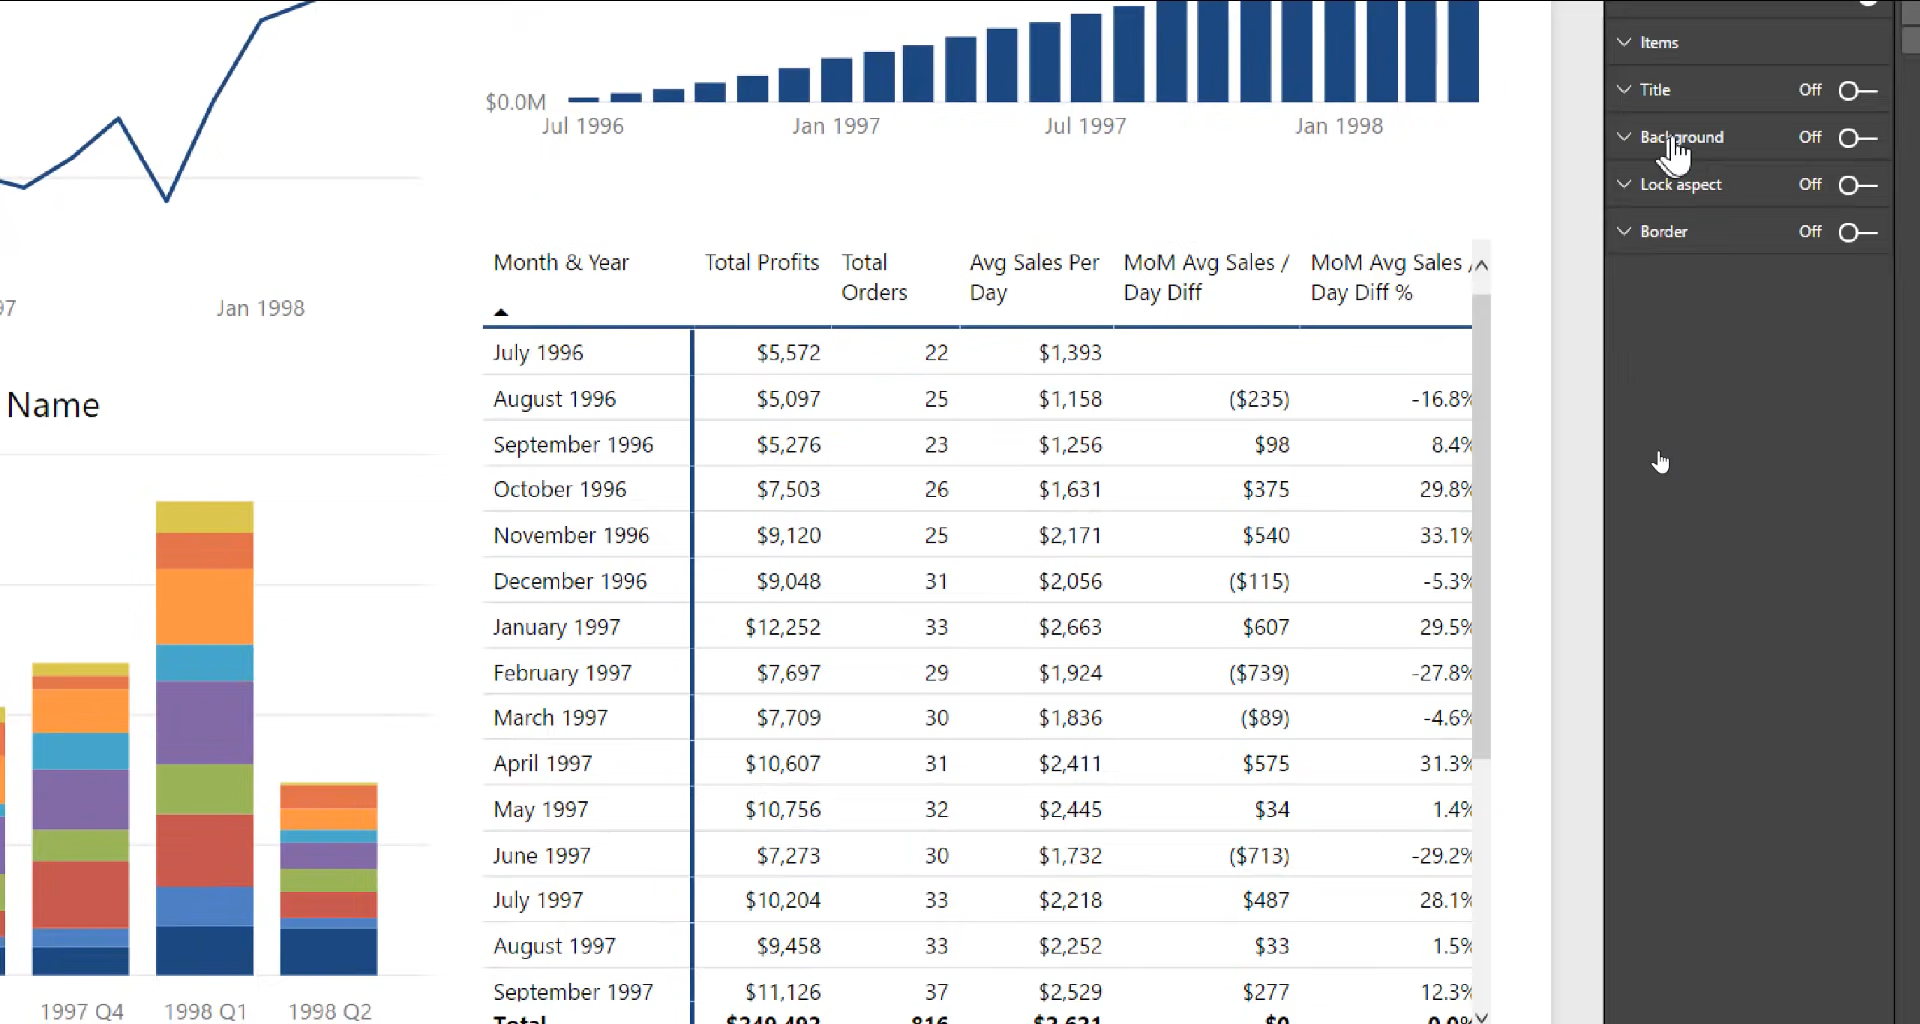 $0.0M
Jul 1996 Jan 1997 Jul 1997 Jan 1998
97 Jan 1998
Name
1997 Q4 1998 Q1 1998 Q2
Month & Year Total Profits Total Orders Avg Sales Per Day MoM Avg Sales / Day Diff MoM Avg Sales / Day Diff %
July 1996 $5,572 22 $1,393
August 1996 $5,097 25 $1,158 ($235) -16.8%
September 1996 $5,276 23 $1,256 $98 8.4%
October 1996 $7,503 26 $1,631 $375 29.8%
November 1996 $9,120 25 $2,171 $540 33.1%
December 1996 $9,048 31 $2,056 ($115) -5.3%
January 1997 $12,252 33 $2,663 $607 29.5%
February 1997 $7,697 29 $1,924 ($739) -27.8%
March 1997 $7,709 30 $1,836 ($89) -4.6%
April 1997 $10,607 31 $2,411 $575 31.3%
May 1997 $10,756 32 $2,445 $34 1.4%
June 1997 $7,273 30 $1,732 ($713) -29.2%
July 1997 $10,204 33 $2,218 $487 28.1%
August 1997 $9,458 33 $2,252 $33 1.5%
September 1997 $11,126 37 $2,529 $277 12.3%
Total
Items
Title Off
Background Off
Lock aspect Off
Border Off